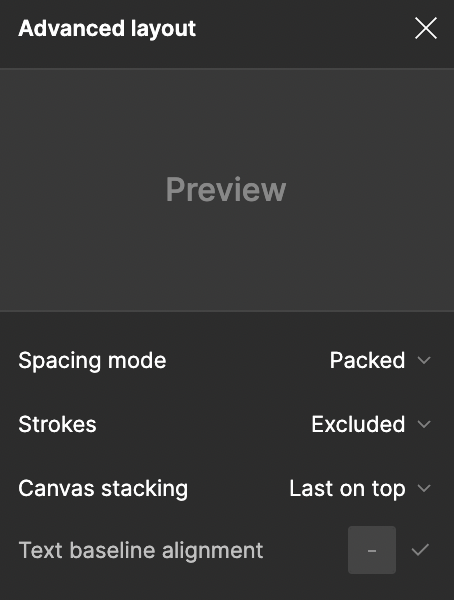 Advanced layout
Preview
Spacing mode Packed
Strokes Excluded
Canvas stacking Last on top
Text baseline alignment -